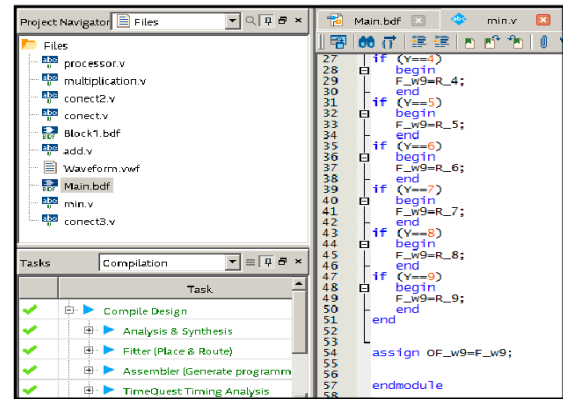 Project Navigator Files
Files
processor.v
multiplication.v
conect2.v
conect.v
Block1.bdf
add.v
Waveform.vwf
Main.bdf
min.v
conect3.v
Tasks Compilation
Task
Compile Design
Analysis & Synthesis
Fitter (Place & Route)
Assembler (Generate programm
TimeQuest Timing Analysis
Main.bdf min.v
27 if (Y==4)
28 begin
29 F_w9=R_4;
30 end
31 if (Y==5)
32 begin
33 F_w9=R_5;
34 end
35 if (Y==6)
36 begin
37 F_w9=R_6;
38 end
39 if (Y==7)
40 begin
41 F_w9=R_7;
42 end
43 if (Y==8)
44 begin
45 F_w9=R_8;
46 end
47 if (Y==9)
48 begin
49 F_w9=R_9;
50 end
51 end
52
53
54 assign OF_w9=F_w9;
55
56
57 endmodule
58